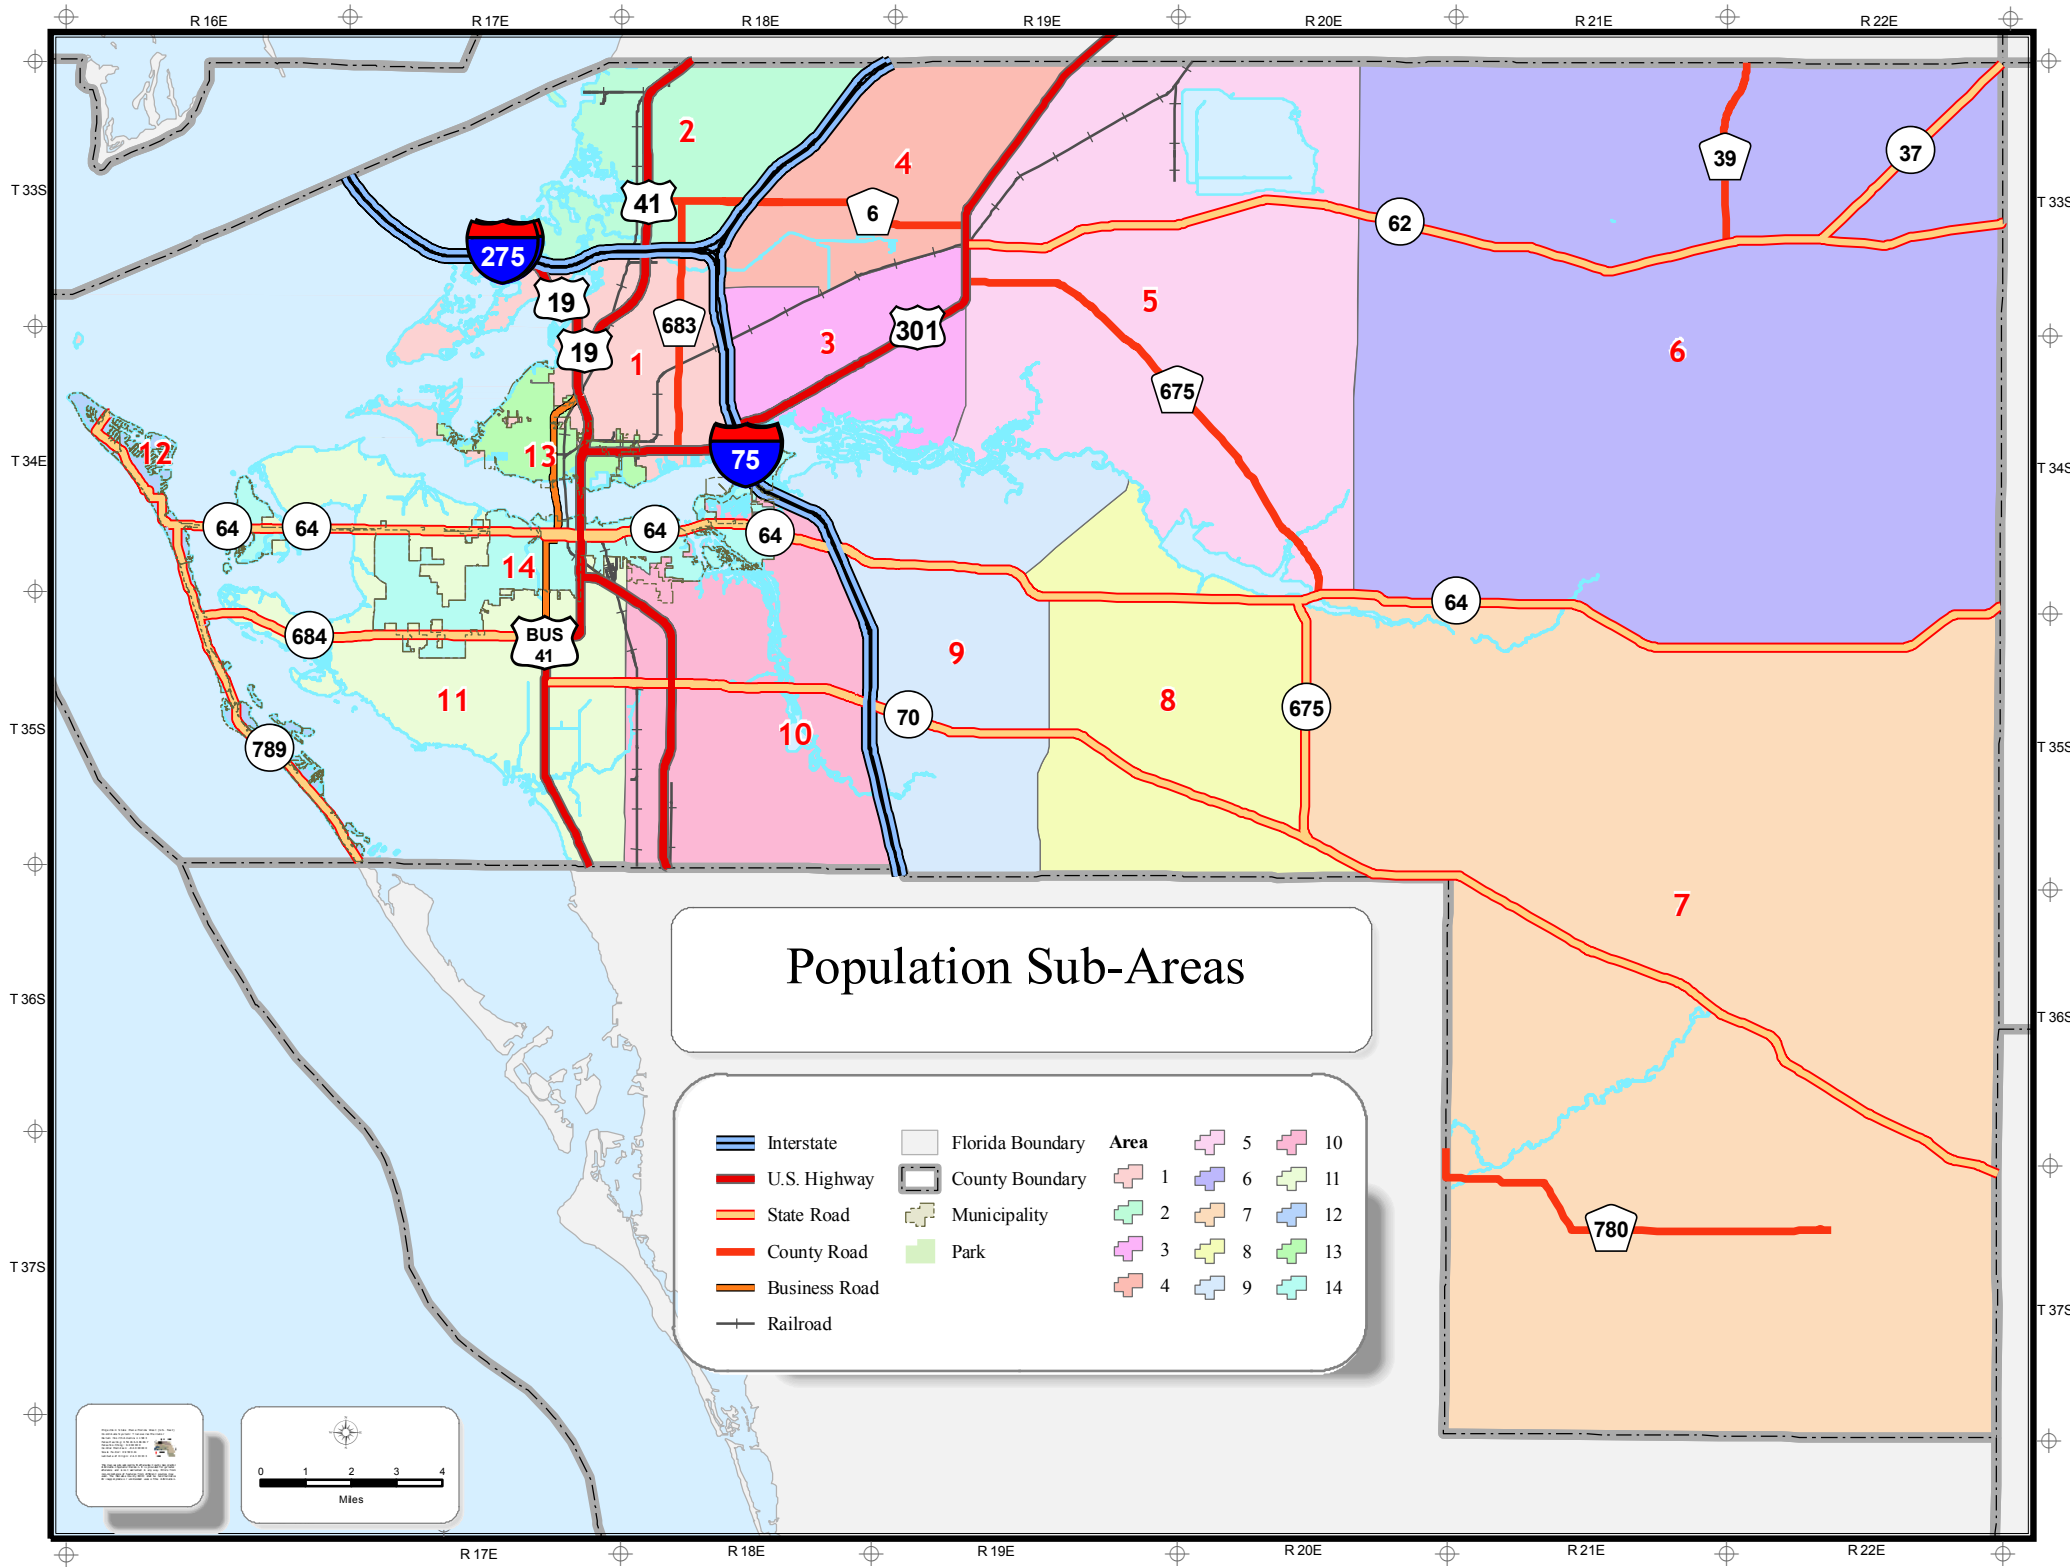 R 16E R 17E R 18E R 19E R 20E R 21E R 22E
T 33S
T 34E
T 35S
T 36S
T 37S
T 33S
T 34S
T 35S
T 36S
T 37S
2
4
41
6
39
37
62
275
19
19
683
1
3
301
5
675
6
12
13
75
64
64
64
64
14
64
684
BUS
41
9
11
8
10
70
675
789
7
780
Population Sub-Areas
Interstate
U.S. Highway
State Road
County Road
Business Road
Railroad
Florida Boundary
County Boundary
Municipality
Park
Area
1
2
3
4
5
6
7
8
9
10
11
12
13
14
0 1 2 3 4
Miles
R 17E R 18E R 19E R 20E R 21E R 22E